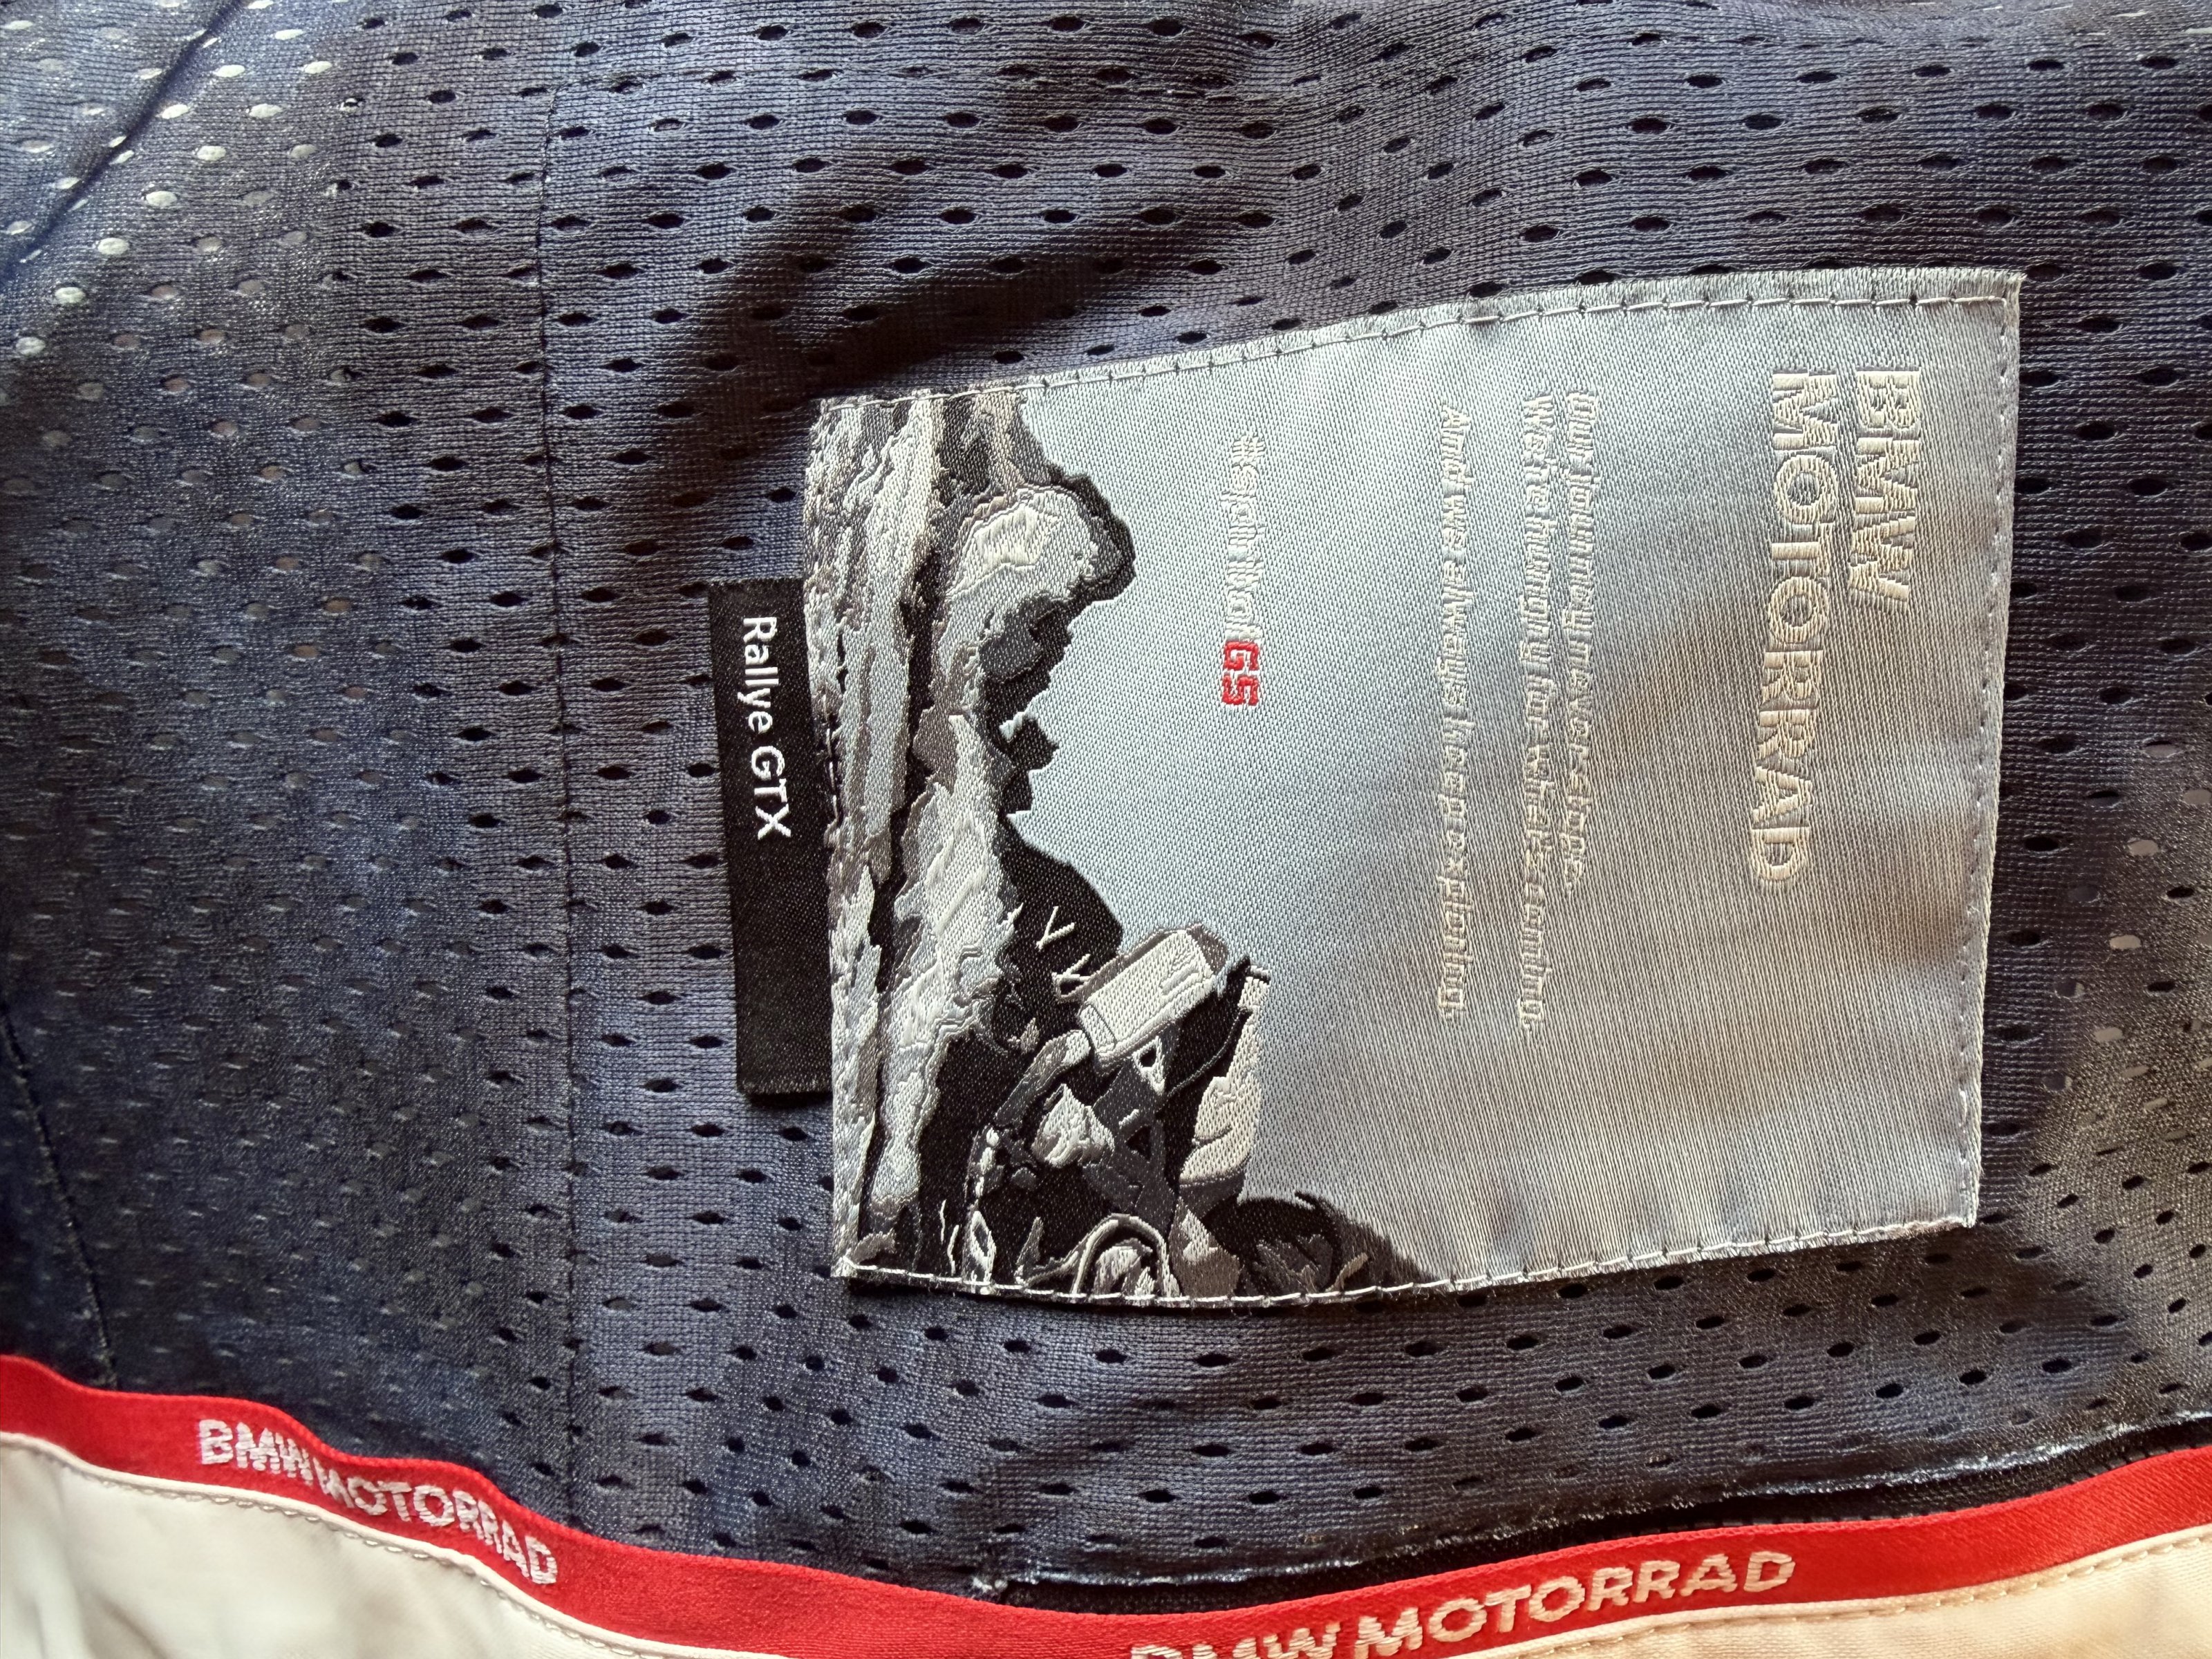 BMW
MOTORRAD
Our journey never stops.
We're hungry for what's coming.
And we always keep exploring.
#SpiritOfGS
Rallye GTX
BMW MOTORRAD
BMW MOTORRAD